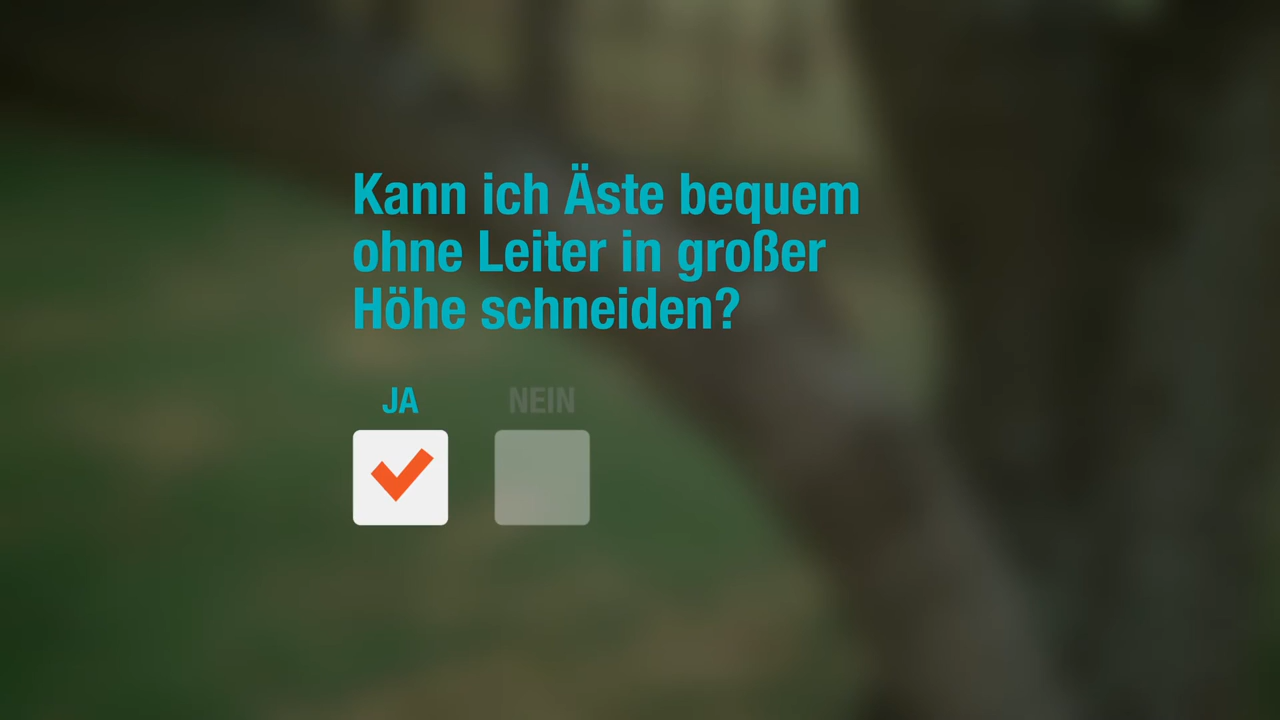 Kann ich Äste bequem
ohne Leiter in großer
Höhe schneiden?
JA NEIN